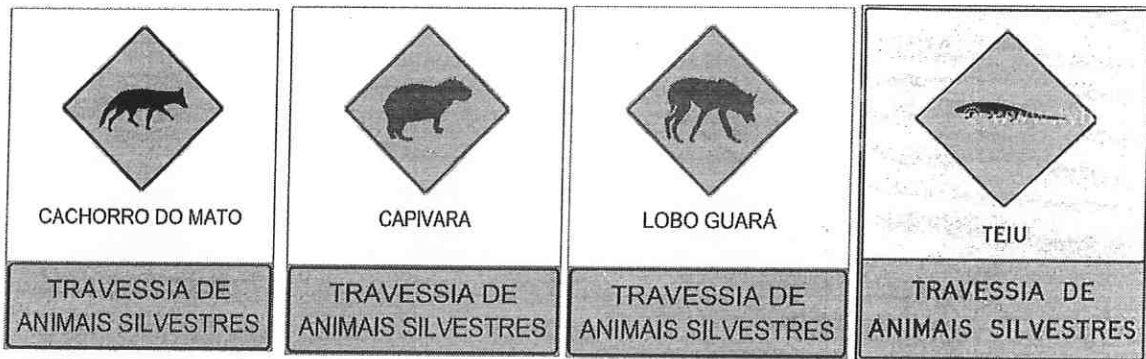 CACHORRO DO MATO
TRAVESSIA DE
ANIMAIS SILVESTRES
CAPIVARA
TRAVESSIA DE
ANIMAIS SILVESTRES
LOBO GUARÁ
TRAVESSIA DE
ANIMAIS SILVESTRES
TEIU
TRAVESSIA DE
ANIMAIS SILVESTRES